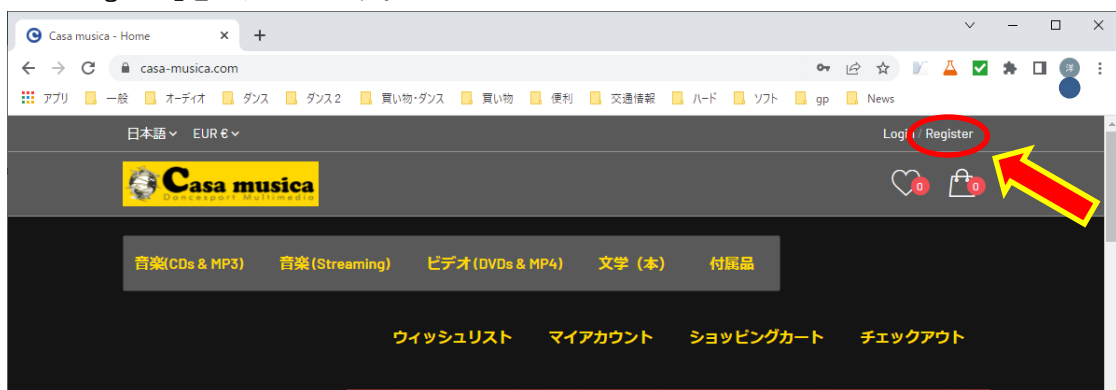 Casa musica - Home
casa-musica.com
アプリ 一般 オーディオ ダンス ダンス2 買い物・ダンス 買い物 便利 交通情報 ハード ソフト gp News
日本語 EUR € Login / Register
Casa musica
Dancesport Multimedia
0 0
音楽(CDs & MP3) 音楽(Streaming) ビデオ(DVDs & MP4) 文学(本) 付属品
ウィッシュリスト マイアカウント ショッピングカート チェックアウト